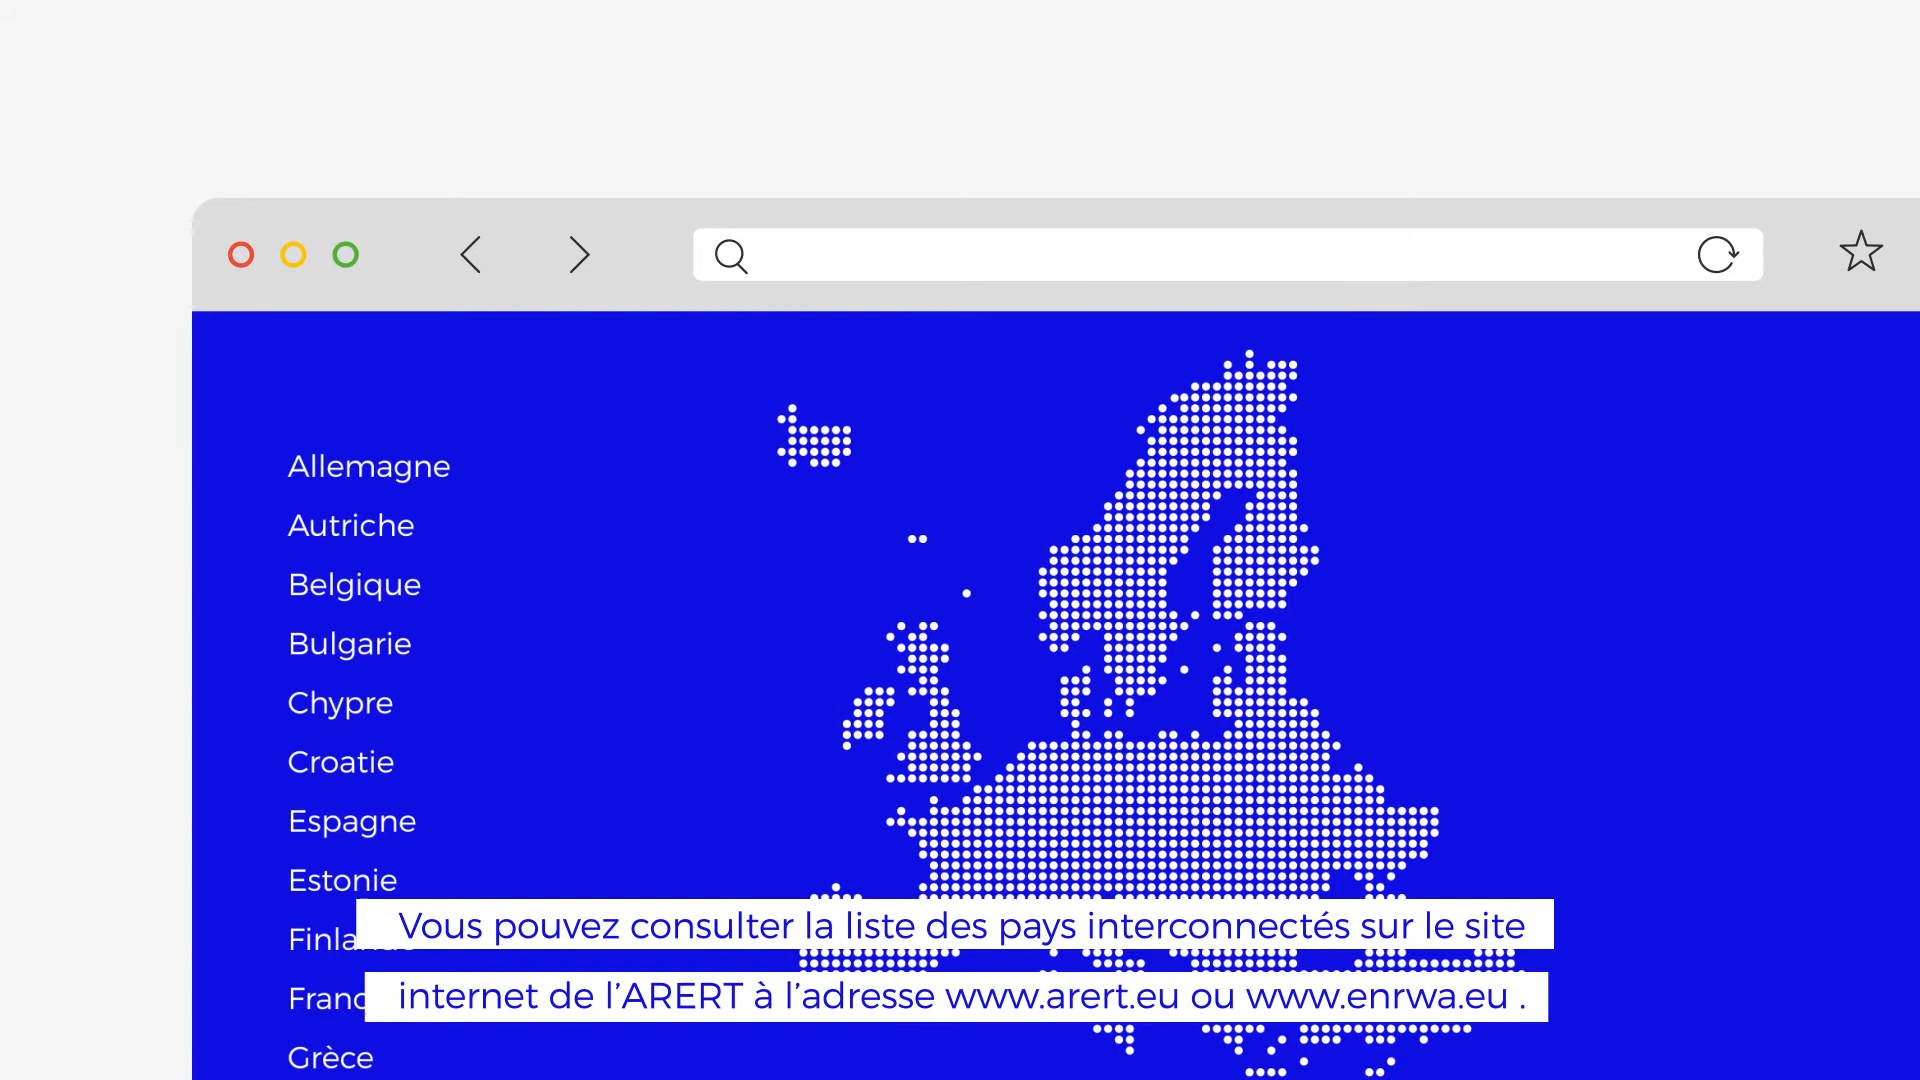 Allemagne
Autriche
Belgique
Bulgarie
Chypre
Croatie
Espagne
Estonie
Vous pouvez consulter la liste des pays interconnectés sur le site
internet de l’ARERT à l’adresse www.arert.eu ou www.enrwa.eu .
Grèce